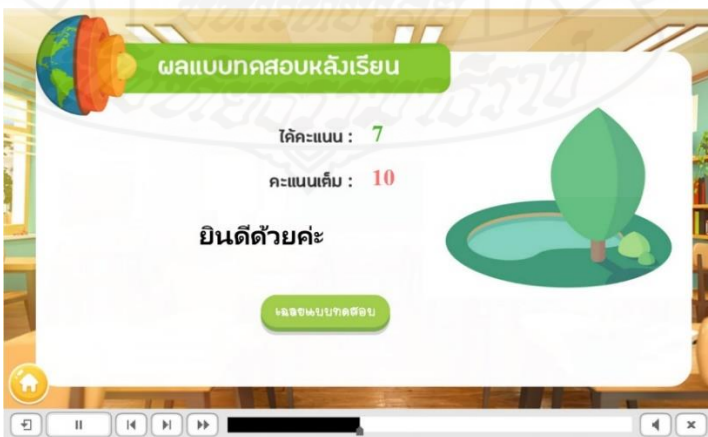 ผลแบบทดสอบหลังเรียน
ได้คะแนน : 7
คะแนนเต็ม : 10
ยินดีด้วยค่ะ
เฉลยแบบทดสอบ